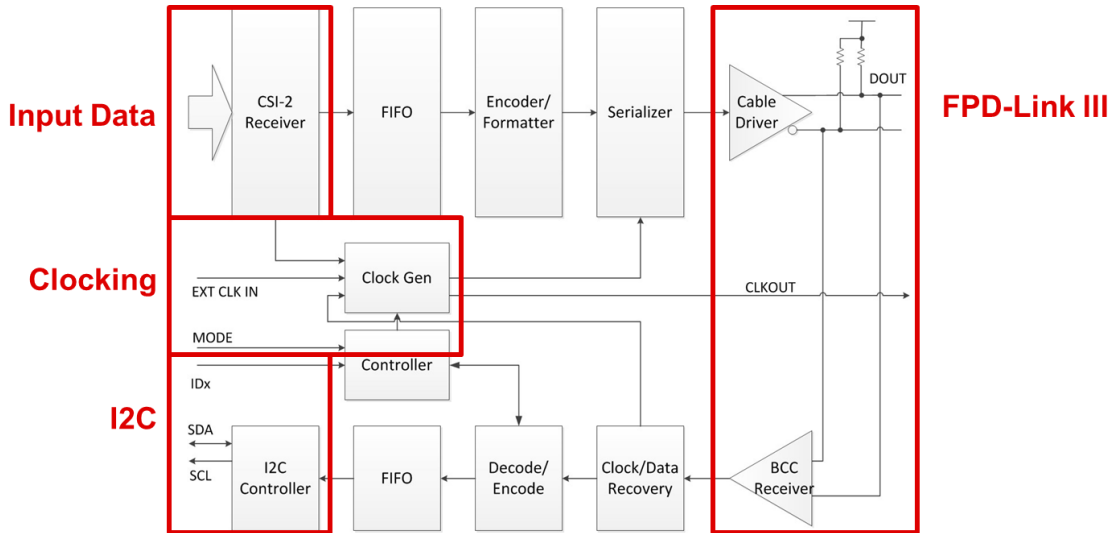 Input Data
CSI-2
Receiver
FIFO
Encoder/
Formatter
Serializer
Cable
Driver
DOUT
FPD-Link III
Clocking
Clock Gen
EXT CLK IN
CLKOUT
MODE
Controller
IDx
I2C
SDA
SCL
I2C
Controller
FIFO
Decode/
Encode
Clock/Data
Recovery
BCC
Receiver